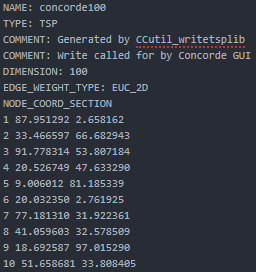 NAME: concorde100
TYPE: TSP
COMMENT: Generated by CCutil_writetsplib
COMMENT: Write called for by Concorde GUI
DIMENSION: 100
EDGE_WEIGHT_TYPE: EUC_2D
NODE_COORD_SECTION
1 87.951292 2.658162
2 33.466597 66.682943
3 91.778314 53.807184
4 20.526749 47.633290
5 9.006012 81.185339
6 20.032350 2.761925
7 77.181310 31.922361
8 41.059603 32.578509
9 18.692587 97.015290
10 51.658681 33.808405